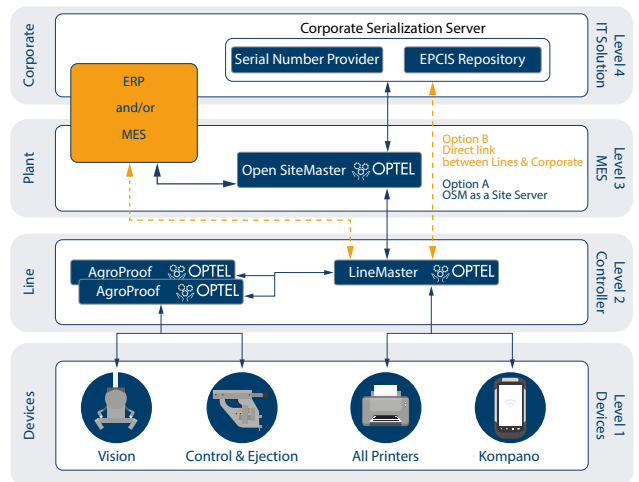 Corporate
Corporate Serialization Server
Serial Number Provider
EPCIS Repository
Level 4
IT Solution
ERP
and/or
MES
Plant
Open SiteMaster OPTEL
Option B
Direct link
between Lines & Corporate
Option A
OSM as a Site Server
Level 3
MES
Line
AgroProof OPTEL
AgroProof OPTEL
LineMaster OPTEL
Level 2
Controller
Devices
Vision
Control & Ejection
All Printers
Kompano
Level 1
Devices